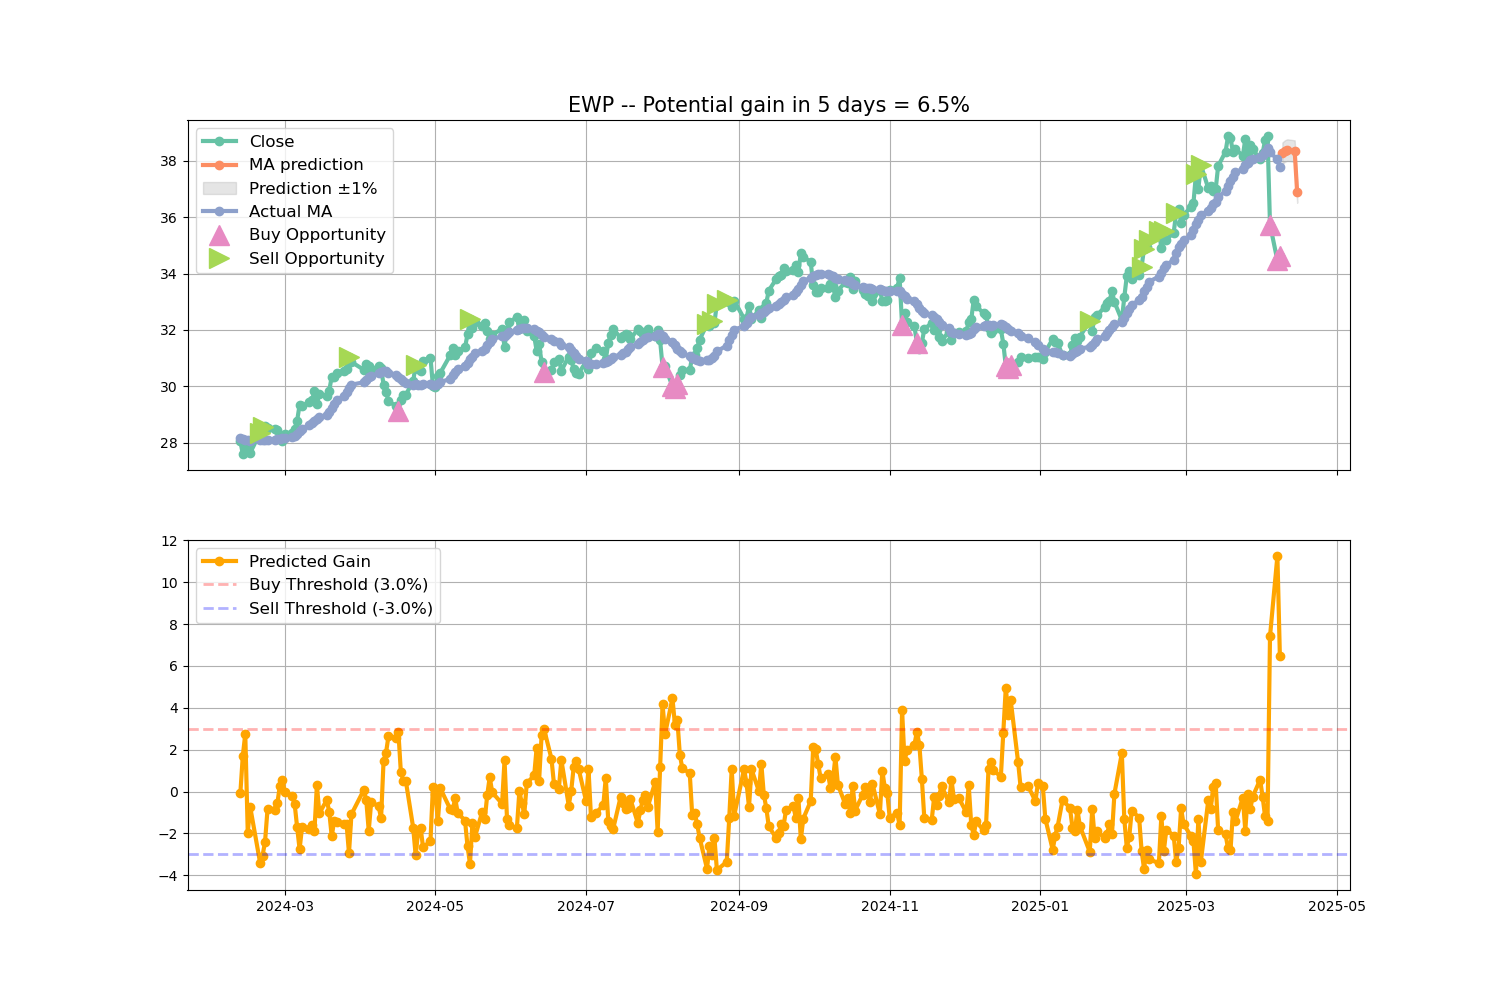 EWP -- Potential gain in 5 days = 6.5%
Close
MA prediction
Prediction ±1%
Actual MA
Buy Opportunity
Sell Opportunity
38
36
34
32
30
28
Predicted Gain
Buy Threshold (3.0%)
Sell Threshold (-3.0%)
12
10
8
6
4
2
0
−2
−4
2024-03
2024-05
2024-07
2024-09
2024-11
2025-01
2025-03
2025-05